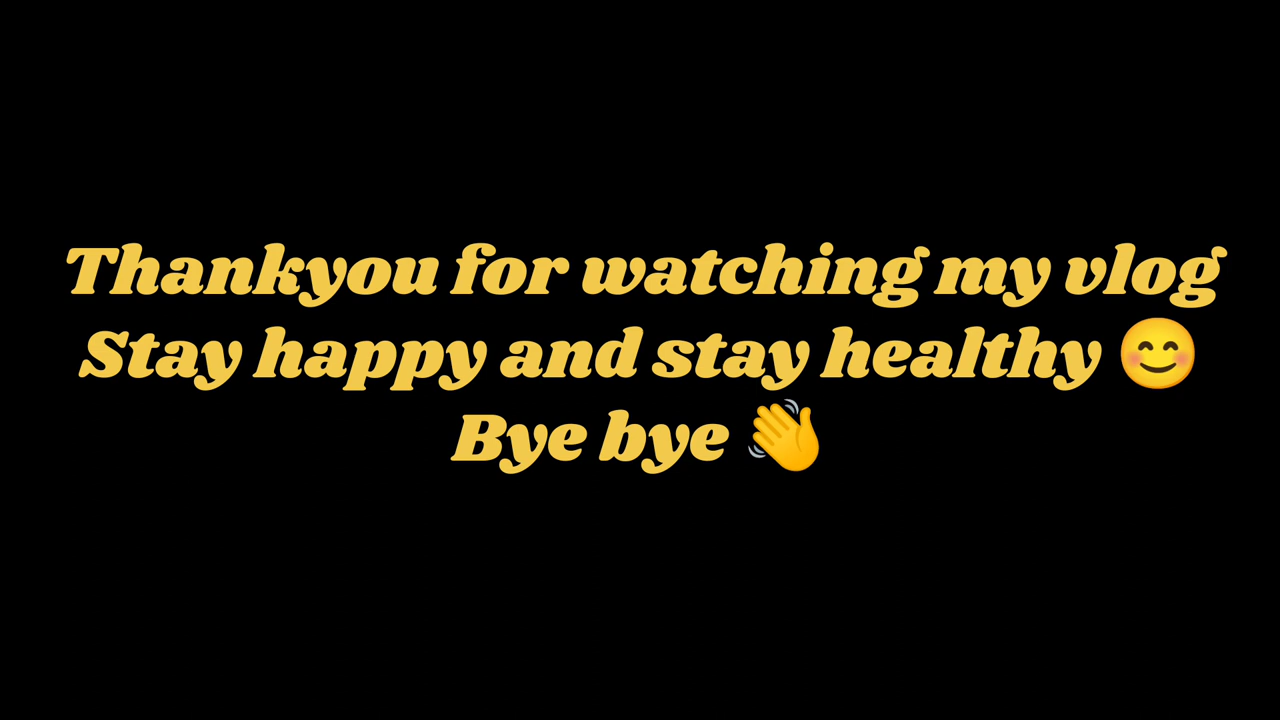 Thankyou for watching my vlog
Stay happy and stay healthy 😊
Bye bye 👋